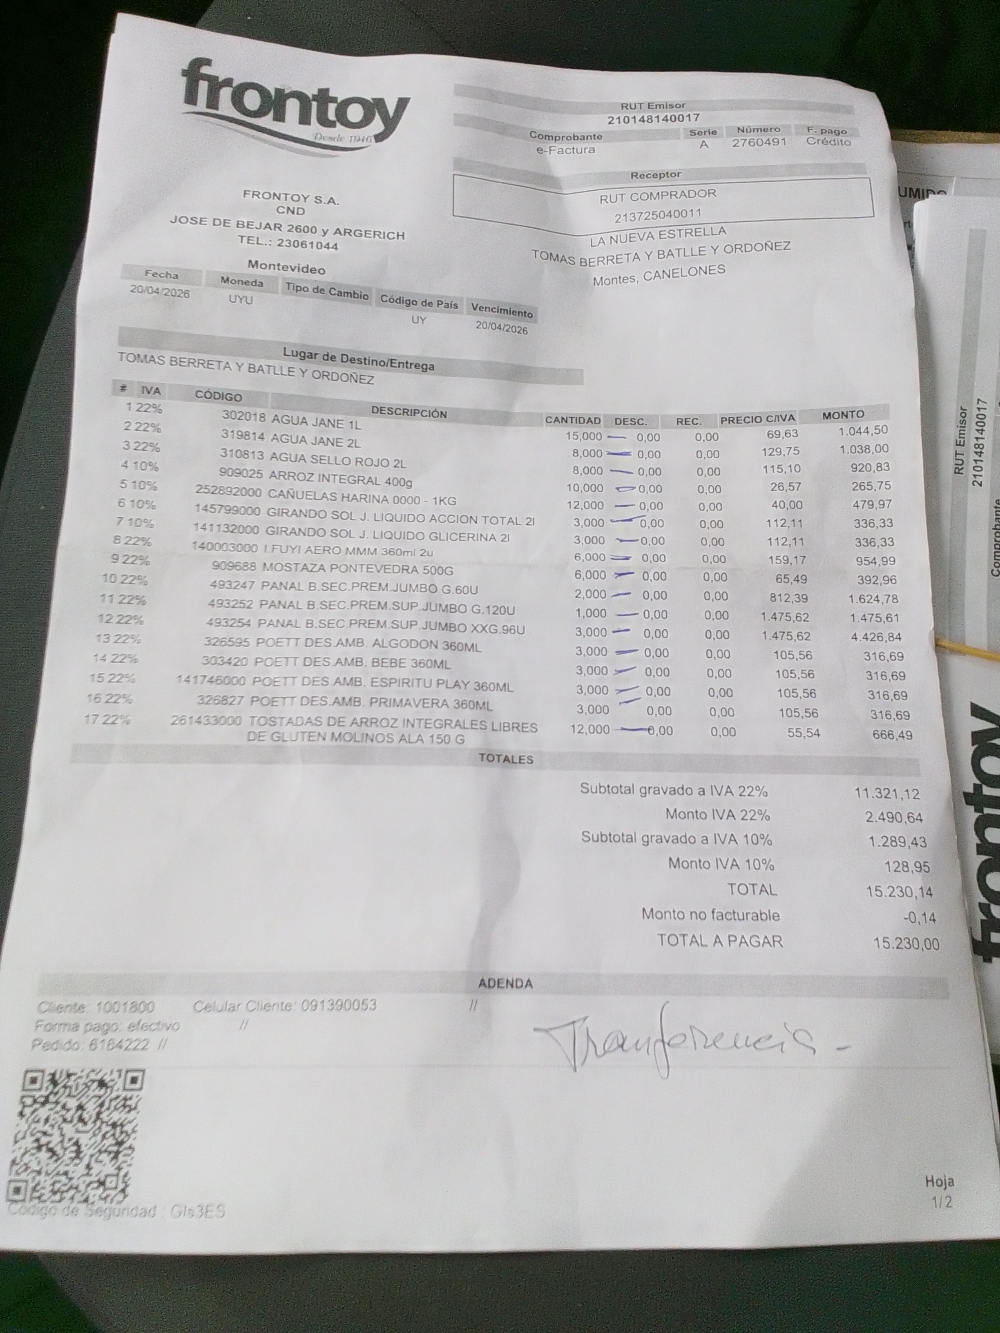 frontoy
Desde 1946
RUT Emisor
210148140017
Comprobante Serie Número F. pago
e-Factura A 2760491 Crédito
Receptor
RUT COMPRADOR
213725040011
LA NUEVA ESTRELLA
TOMAS BERRETA Y BATLLE Y ORDOÑEZ
Montes, CANELONES
FRONTOY S.A.
CND
JOSE DE BEJAR 2600 y ARGERICH
TEL.: 23061044
Montevideo
Fecha Moneda Tipo de Cambio Código de País Vencimiento
20/04/2026 UYU UY 20/04/2026
Lugar de Destino/Entrega
TOMAS BERRETA Y BATLLE Y ORDOÑEZ
# IVA CÓDIGO DESCRIPCIÓN CANTIDAD DESC. REC. PRECIO C/IVA MONTO
1 22% 302018 AGUA JANE 1L 15,000 0,00 0,00 69,63 1.044,50
2 22% 319814 AGUA JANE 2L 8,000 0,00 0,00 129,75 1.038,00
3 22% 310813 AGUA SELLO ROJO 2L 8,000 0,00 0,00 115,10 920,83
4 10% 909025 ARROZ INTEGRAL 400g 10,000 0,00 0,00 26,57 265,75
5 10% 252892000 CAÑUELAS HARINA 0000 - 1KG 12,000 0,00 0,00 40,00 479,97
6 10% 145799000 GIRANDO SOL J. LIQUIDO ACCION TOTAL 2l 3,000 0,00 0,00 112,11 336,33
7 10% 141132000 GIRANDO SOL J. LIQUIDO GLICERINA 2l 3,000 0,00 0,00 112,11 336,33
8 22% 140003000 I.FUYI AERO MMM 360ml 2u 6,000 0,00 0,00 159,17 954,99
9 22% 909688 MOSTAZA PONTEVEDRA 500G 6,000 0,00 0,00 65,49 392,96
10 22% 493247 PANAL B.SEC.PREM.JUMBO G.60U 2,000 0,00 0,00 812,39 1.624,78
11 22% 493252 PANAL B.SEC.PREM.SUP.JUMBO G.120U 1,000 0,00 0,00 1.475,62 1.475,61
12 22% 493254 PANAL B.SEC.PREM.SUP.JUMBO XXG.96U 3,000 0,00 0,00 1.475,62 4.426,84
13 22% 326595 POETT DES.AMB. ALGODON 360ML 3,000 0,00 0,00 105,56 316,69
14 22% 303420 POETT DES.AMB. BEBE 360ML 3,000 0,00 0,00 105,56 316,69
15 22% 141746000 POETT DES.AMB. ESPIRITU PLAY 360ML 3,000 0,00 0,00 105,56 316,69
16 22% 326827 POETT DES.AMB. PRIMAVERA 360ML 3,000 0,00 0,00 105,56 316,69
17 22% 261433000 TOSTADAS DE ARROZ INTEGRALES LIBRES 12,000 0,00 0,00 55,54 666,49
DE GLUTEN MOLINOS ALA 150 G
TOTALES
Subtotal gravado a IVA 22% 11.321,12
Monto IVA 22% 2.490,64
Subtotal gravado a IVA 10% 1.289,43
Monto IVA 10% 128,95
TOTAL 15.230,14
Monto no facturable -0,14
TOTAL A PAGAR 15.230,00
ADENDA
Cliente: 1001800 Celular Cliente: 091390053 //
Forma pago: efectivo //
Pedido: 6164222 //
Tranferencia -
Código de Seguridad : GIs3ES
Hoja
1/2
RUT Emisor
210148140017
Comprobante
frontoy